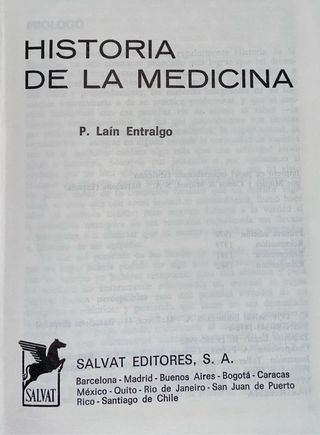 HISTORIA
DE LA MEDICINA
P. Laín Entralgo
SALVAT
SALVAT EDITORES, S. A.
Barcelona - Madrid - Buenos Aires - Bogotá - Caracas
México - Quito - Rio de Janeiro - San Juan de Puerto
Rico - Santiago de Chile